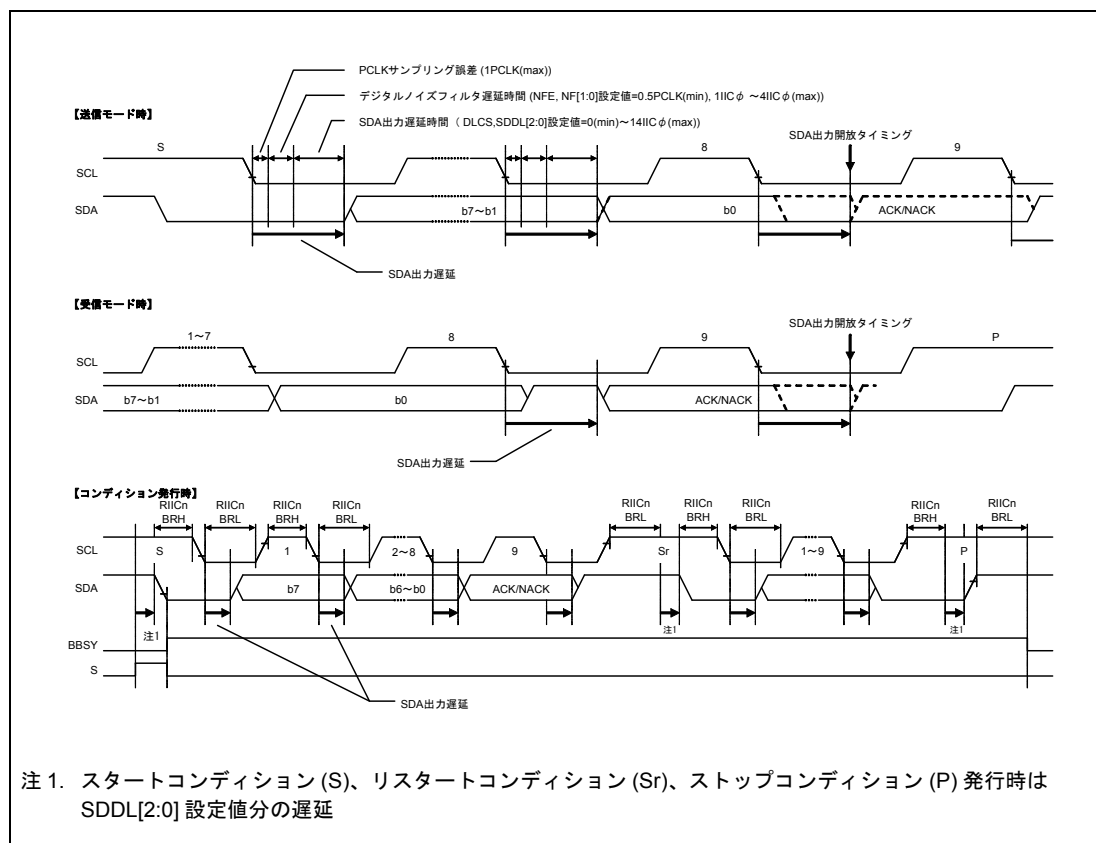 PCLKサンプリング誤差 (1PCLK(max))
デジタルノイズフィルタ遅延時間 (NFE, NF[1:0]設定値=0.5PCLK(min), 1IICφ ～4IICφ(max))
【送信モード時】
SDA出力遅延時間（ DLCS,SDDL[2:0]設定値=0(min)～14IICφ(max))
SDA出力開放タイミング
S
8
9
SCL
SDA
b7～b1
b0
ACK/NACK
SDA出力遅延
【受信モード時】
SDA出力開放タイミング
1～7
8
9
P
SCL
SDA
b7～b1
b0
ACK/NACK
SDA出力遅延
【コンディション発行時】
RIICn
BRH
RIICn
BRL
RIICn
BRH
RIICn
BRL
RIICn
BRL
RIICn
BRH
RIICn
BRL
RIICn
BRH
RIICn
BRL
SCL
S
1
2～8
9
Sr
1～9
P
SDA
b7
b6～b0
ACK/NACK
注1
注1
注1
BBSY
S
SDA出力遅延
注 1. スタートコンディション (S)、リスタートコンディション (Sr)、ストップコンディション (P) 発行時は
SDDL[2:0] 設定値分の遅延